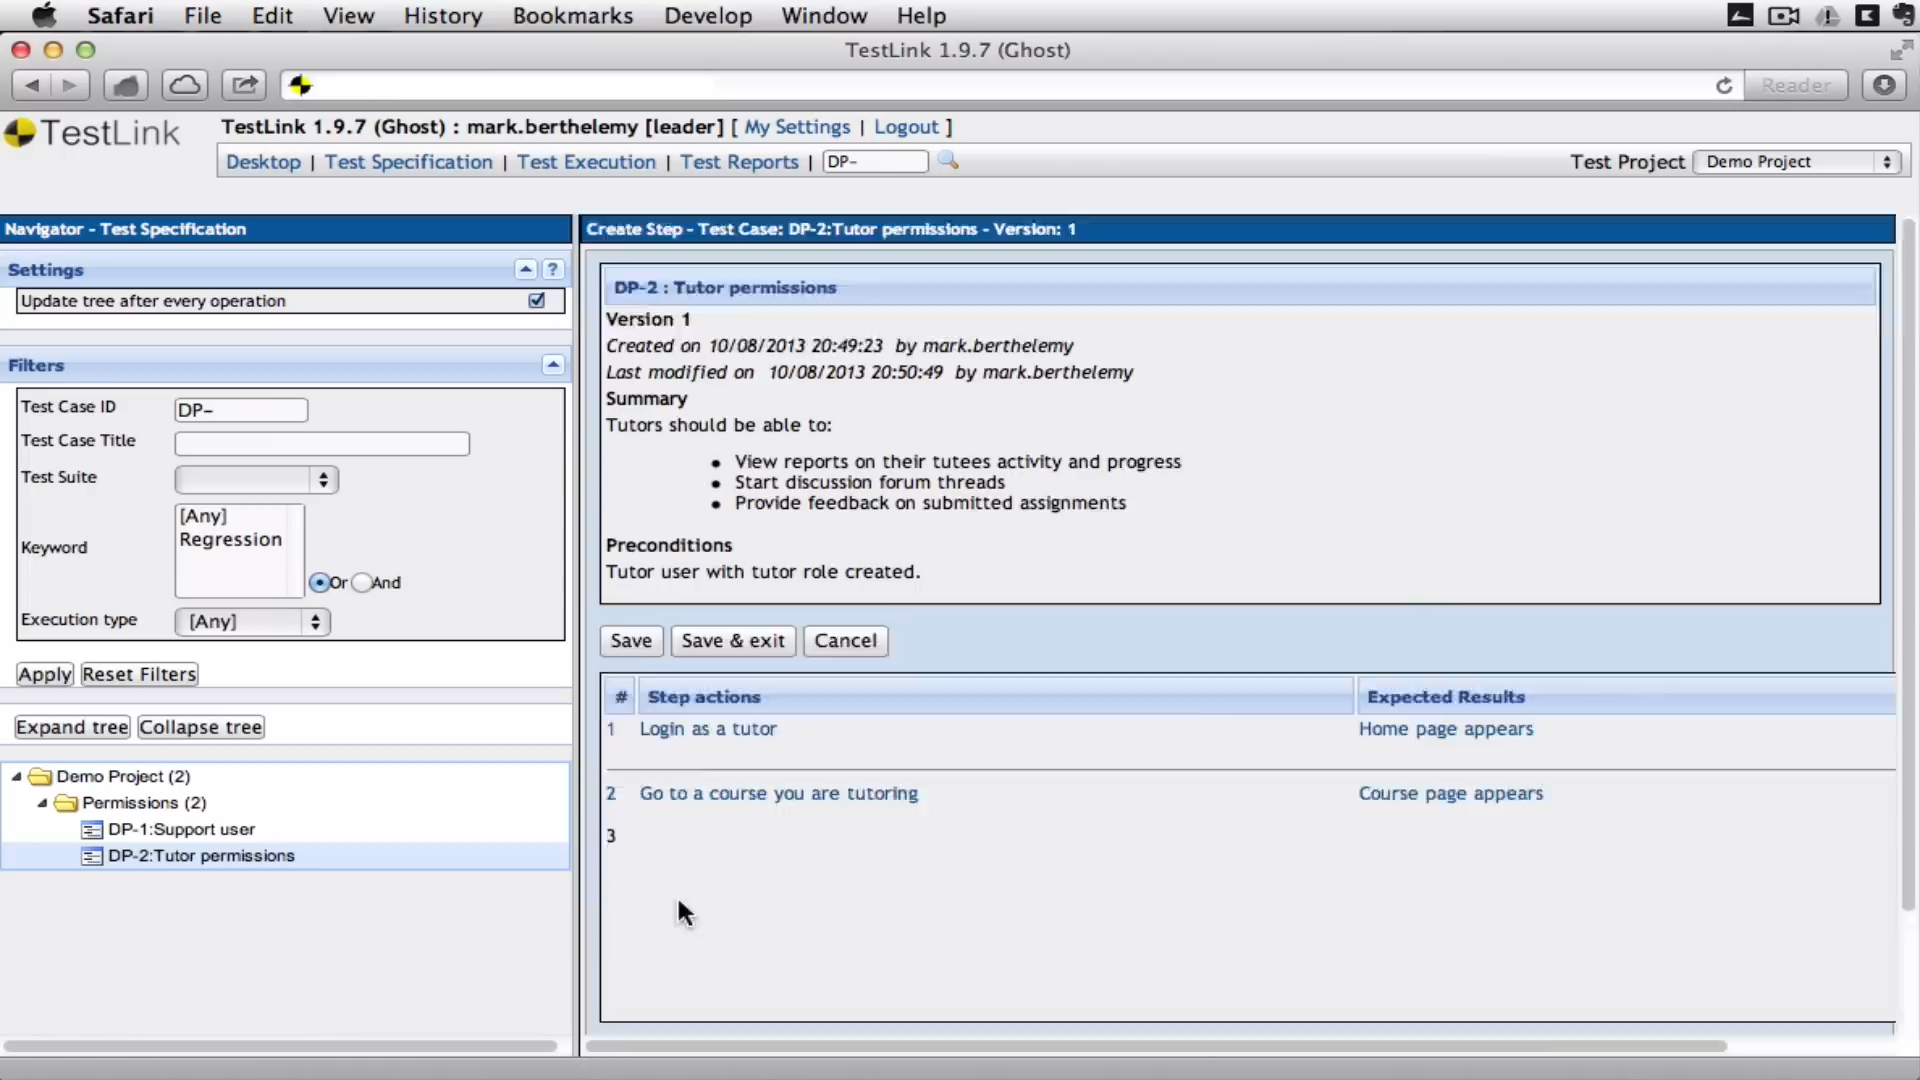 Safari File Edit View History Bookmarks Develop Window Help
TestLink 1.9.7 (Ghost)
Reader
TestLink
TestLink 1.9.7 (Ghost) : mark.berthelemy [leader] [ My Settings | Logout ]
Desktop | Test Specification | Test Execution | Test Reports | DP-
Test Project Demo Project
Navigator - Test Specification
Settings ?
Update tree after every operation
Filters
Test Case ID DP-
Test Case Title
Test Suite
Keyword
[Any]
Regression
Or And
Execution type [Any]
Apply Reset Filters
Expand tree Collapse tree
Demo Project (2)
Permissions (2)
DP-1:Support user
DP-2:Tutor permissions
Create Step - Test Case: DP-2:Tutor permissions - Version: 1
DP-2 : Tutor permissions
Version 1
Created on 10/08/2013 20:49:23 by mark.berthelemy
Last modified on 10/08/2013 20:50:49 by mark.berthelemy
Summary
Tutors should be able to:
• View reports on their tutees activity and progress
• Start discussion forum threads
• Provide feedback on submitted assignments
Preconditions
Tutor user with tutor role created.
Save Save & exit Cancel
# Step actions Expected Results
1 Login as a tutor Home page appears
2 Go to a course you are tutoring Course page appears
3